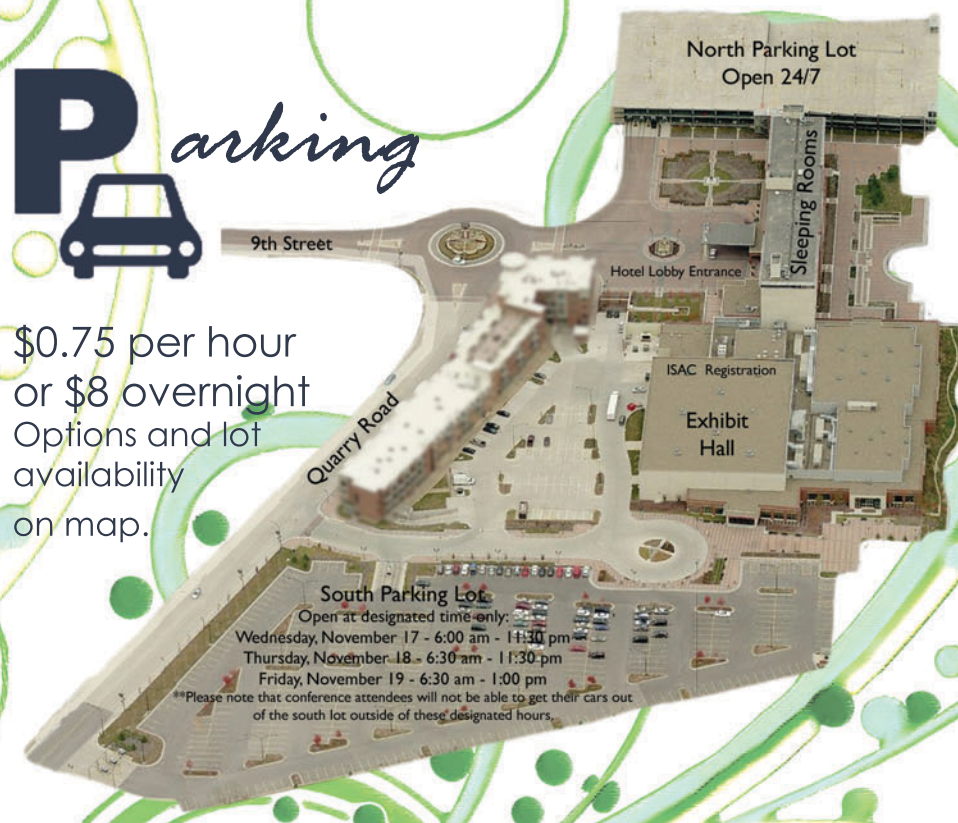 Parking
$0.75 per hour
or $8 overnight
Options and lot
availability
on map.
North Parking Lot
Open 24/7
Sleeping Rooms
9th Street
Hotel Lobby Entrance
ISAC Registration
Exhibit
Hall
Quarry Road
South Parking Lot
Open at designated time only:
Wednesday, November 17 - 6:00 am - 11:30 pm
Thursday, November 18 - 6:30 am - 11:30 pm
Friday, November 19 - 6:30 am - 1:00 pm
**Please note that conference attendees will not be able to get their cars out
of the south lot outside of these designated hours.